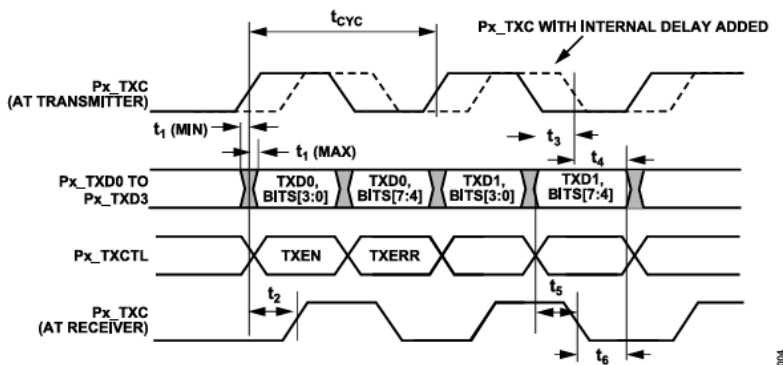 tCYC
Px_TXC WITH INTERNAL DELAY ADDED
Px_TXC
(AT TRANSMITTER)
t1 (MIN)
t3
t1 (MAX)
t4
Px_TXD0 TO
Px_TXD3
TXD0,
BITS[3:0]
TXD0,
BITS[7:4]
TXD1,
BITS[3:0]
TXD1,
BITS[7:4]
Px_TXCTL
TXEN
TXERR
t2
t5
Px_TXC
(AT RECEIVER)
t6
004